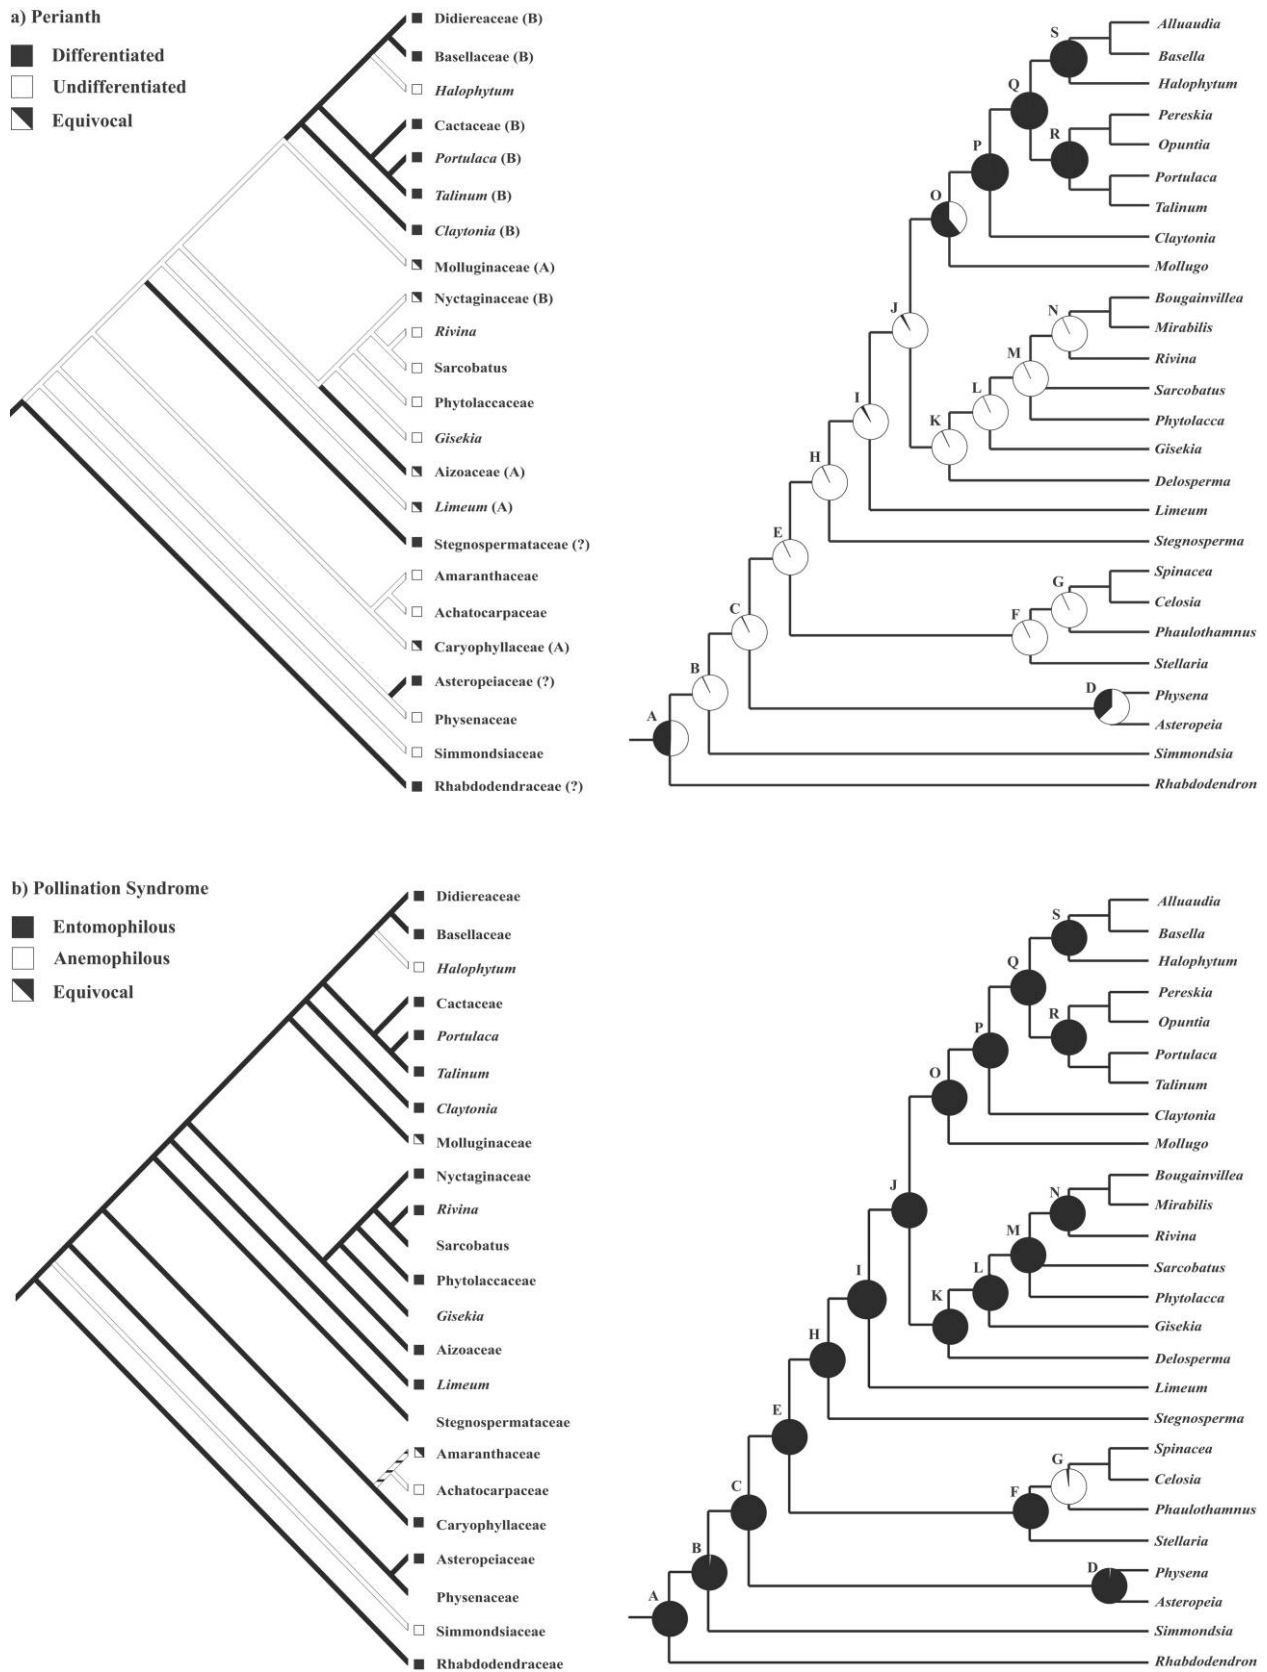 a) Perianth
Differentiated
Undifferentiated
Equivocal
Didiereaceae (B)
Basellaceae (B)
Halophytum
Cactaceae (B)
Portulaca (B)
Talinum (B)
Claytonia (B)
Molluginaceae (A)
Nyctaginaceae (B)
Rivina
Sarcobatus
Phytolaccaceae
Gisekia
Aizoaceae (A)
Limeum (A)
Stegnospermataceae (?)
Amaranthaceae
Achatocarpaceae
Caryophyllaceae (A)
Asteropeiaceae (?)
Physenaceae
Simmondsiaceae
Rhabdodendraceae (?)
S
Q
R
P
O
J
N
M
L
K
I
H
E
G
F
C
D
B
A
Alluaudia
Basella
Halophytum
Pereskia
Opuntia
Portulaca
Talinum
Claytonia
Mollugo
Bougainvillea
Mirabilis
Rivina
Sarcobatus
Phytolacca
Gisekia
Delosperma
Limeum
Stegnosperma
Spinacea
Celosia
Phaulothamnus
Stellaria
Physena
Asteropeia
Simmondsia
Rhabdodendron
b) Pollination Syndrome
Entomophilous
Anemophilous
Equivocal
Didiereaceae
Basellaceae
Halophytum
Cactaceae
Portulaca
Talinum
Claytonia
Molluginaceae
Nyctaginaceae
Rivina
Sarcobatus
Phytolaccaceae
Gisekia
Aizoaceae
Limeum
Stegnospermataceae
Amaranthaceae
Achatocarpaceae
Caryophyllaceae
Asteropeiaceae
Physenaceae
Simmondsiaceae
Rhabdodendraceae
S
Q
R
P
O
J
N
M
L
K
I
H
E
G
F
C
D
B
A
Alluaudia
Basella
Halophytum
Pereskia
Opuntia
Portulaca
Talinum
Claytonia
Mollugo
Bougainvillea
Mirabilis
Rivina
Sarcobatus
Phytolacca
Gisekia
Delosperma
Limeum
Stegnosperma
Spinacea
Celosia
Phaulothamnus
Stellaria
Physena
Asteropeia
Simmondsia
Rhabdodendron